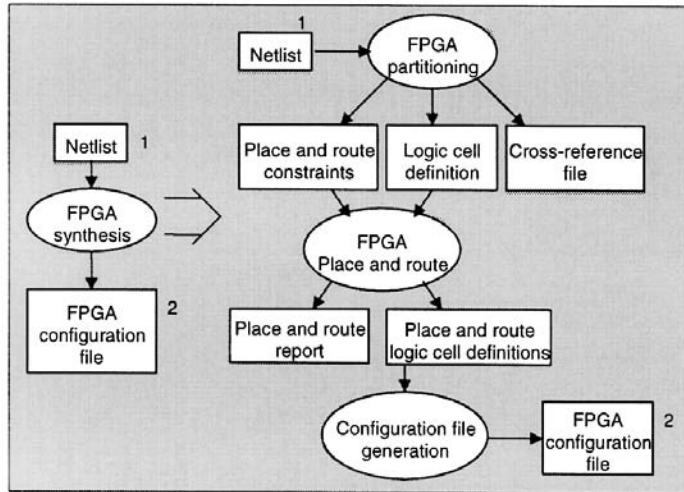 Netlist
1
FPGA
synthesis
FPGA
configuration
file
2
1
Netlist
FPGA
partitioning
Place and route
constraints
Logic cell
definition
Cross-reference
file
FPGA
Place and route
Place and route
report
Place and route
logic cell definitions
Configuration file
generation
FPGA
configuration
file
2